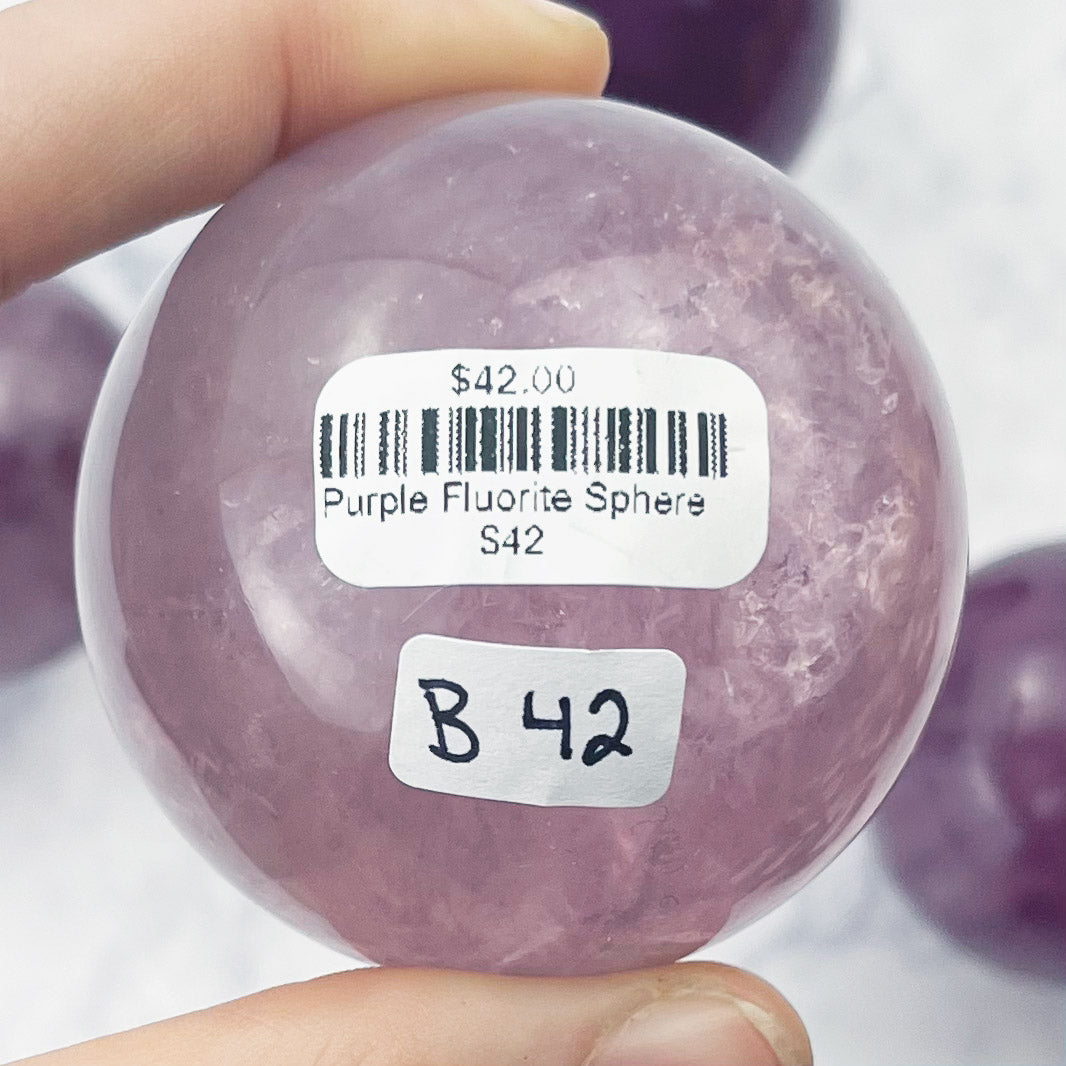 $42.00
Purple Fluorite Sphere
S42
B 42